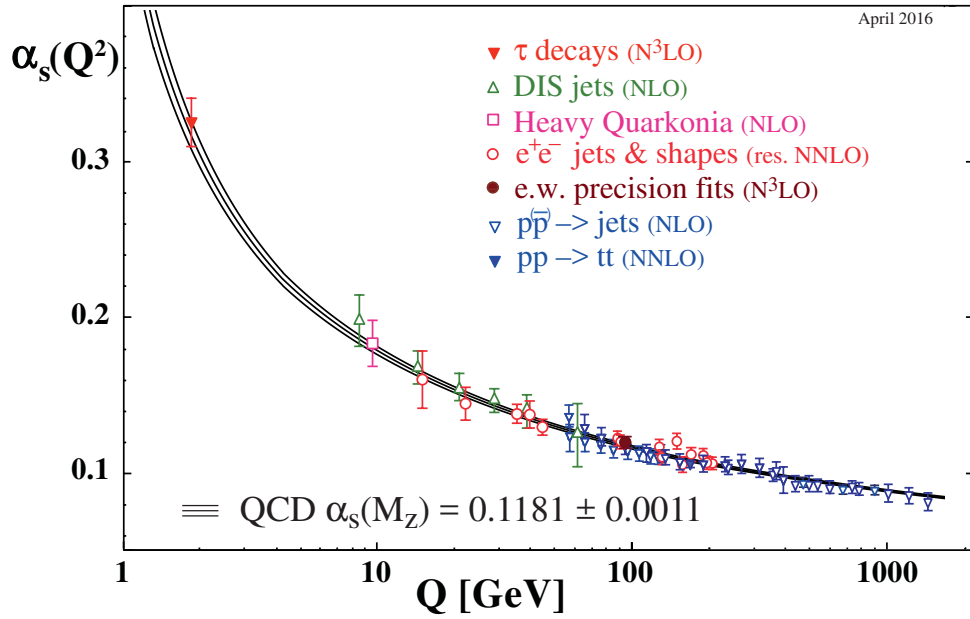 April 2016
αs(Q²)
τ decays (N³LO)
DIS jets (NLO)
Heavy Quarkonia (NLO)
e⁺e⁻ jets & shapes (res. NNLO)
e.w. precision fits (N³LO)
p(p̅) –> jets (NLO)
pp –> tt (NNLO)
0.3
0.2
0.1
QCD αs(Mz) = 0.1181 ± 0.0011
1 10 100 1000
Q [GeV]